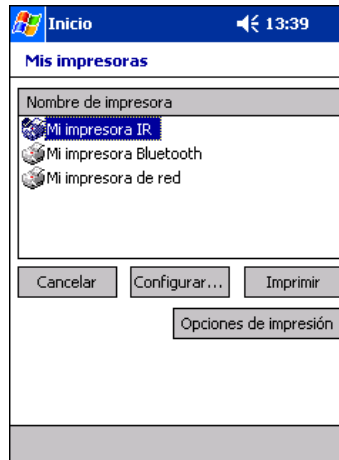 Inicio 13:39
Mis impresoras
Nombre de impresora
Mi impresora IR
Mi impresora Bluetooth
Mi impresora de red
Cancelar Configurar... Imprimir
Opciones de impresión